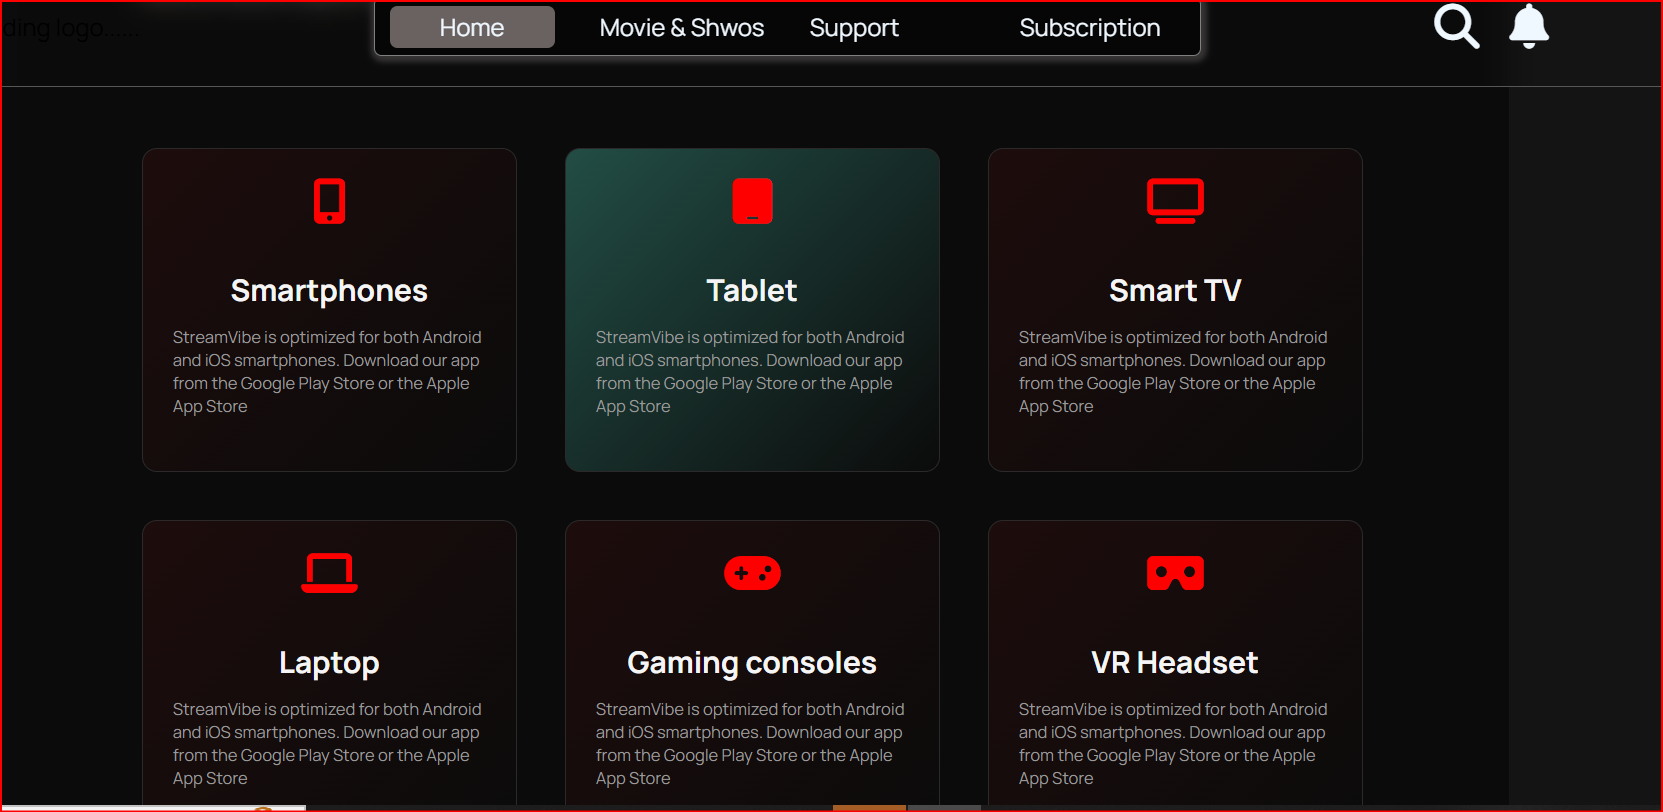 ding logo......
Home
Movie & Shwos
Support
Subscription
Smartphones
StreamVibe is optimized for both Android
and iOS smartphones. Download our app
from the Google Play Store or the Apple
App Store
Tablet
StreamVibe is optimized for both Android
and iOS smartphones. Download our app
from the Google Play Store or the Apple
App Store
Smart TV
StreamVibe is optimized for both Android
and iOS smartphones. Download our app
from the Google Play Store or the Apple
App Store
Laptop
StreamVibe is optimized for both Android
and iOS smartphones. Download our app
from the Google Play Store or the Apple
App Store
Gaming consoles
StreamVibe is optimized for both Android
and iOS smartphones. Download our app
from the Google Play Store or the Apple
App Store
VR Headset
StreamVibe is optimized for both Android
and iOS smartphones. Download our app
from the Google Play Store or the Apple
App Store